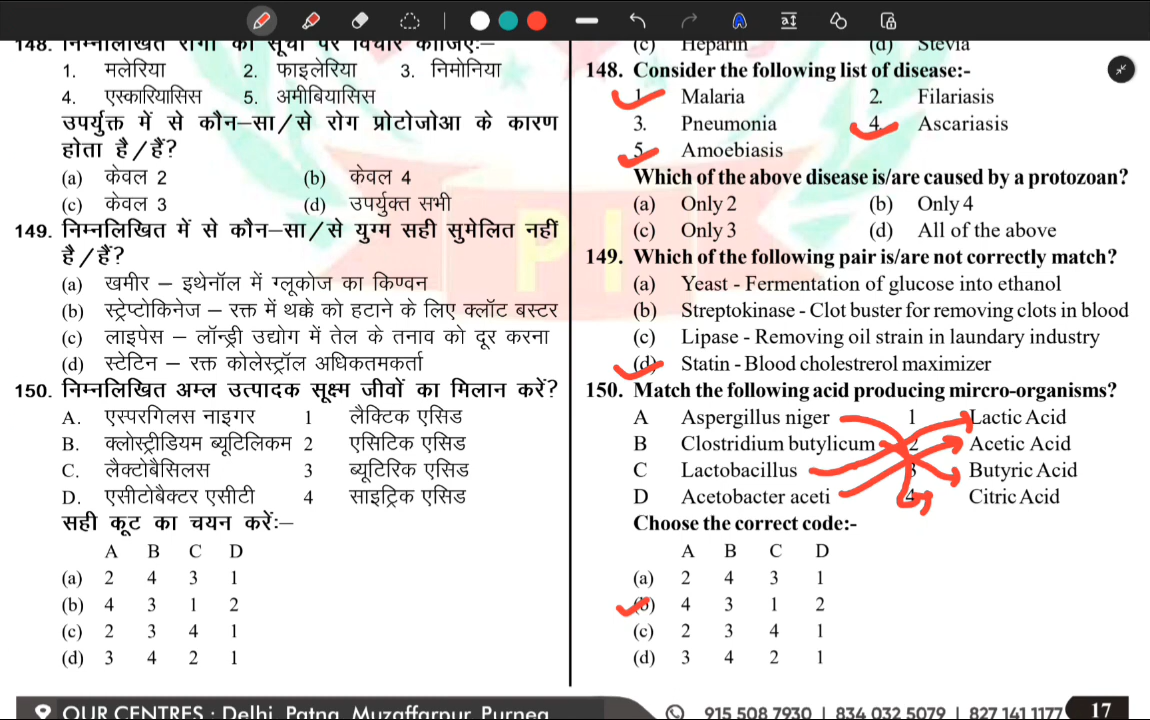 148. निम्नलिखित रोगों की सूची पर विचार कीजिए:–
1. मलेरिया 2. फाइलेरिया 3. निमोनिया
4. एस्कारियासिस 5. अमीबियासिस
उपर्युक्त में से कौन–सा/से रोग प्रोटोजोआ के कारण
होता है/हैं?
(a) केवल 2 (b) केवल 4
(c) केवल 3 (d) उपर्युक्त सभी
149. निम्नलिखित में से कौन–सा/से युग्म सही सुमेलित नहीं
है/हैं?
(a) खमीर – इथेनॉल में ग्लूकोज का किण्वन
(b) स्ट्रेप्टोकिनेज – रक्त में थक्के को हटाने के लिए क्लॉट बस्टर
(c) लाइपेस – लॉन्ड्री उद्योग में तेल के तनाव को दूर करना
(d) स्टेटिन – रक्त कोलेस्ट्रॉल अधिकतमकर्ता
150. निम्नलिखित अम्ल उत्पादक सूक्ष्म जीवों का मिलान करें?
A. एस्परगिलस नाइगर 1 लैक्टिक एसिड
B. क्लोस्ट्रीडियम ब्यूटिलिकम 2 एसिटिक एसिड
C. लैक्टोबैसिलस 3 ब्यूटिरिक एसिड
D. एसीटोबैक्टर एसीटी 4 साइट्रिक एसिड
सही कूट का चयन करें:–
A B C D
(a) 2 4 3 1
(b) 4 3 1 2
(c) 2 3 4 1
(d) 3 4 2 1
(c) Heparin (d) Stevia
148. Consider the following list of disease:-
1. Malaria 2. Filariasis
3. Pneumonia 4. Ascariasis
5. Amoebiasis
Which of the above disease is/are caused by a protozoan?
(a) Only 2 (b) Only 4
(c) Only 3 (d) All of the above
149. Which of the following pair is/are not correctly match?
(a) Yeast - Fermentation of glucose into ethanol
(b) Streptokinase - Clot buster for removing clots in blood
(c) Lipase - Removing oil strain in laundary industry
(d) Statin - Blood cholestrerol maximizer
150. Match the following acid producing mircro-organisms?
A Aspergillus niger 1 Lactic Acid
B Clostridium butylicum 2 Acetic Acid
C Lactobacillus 3 Butyric Acid
D Acetobacter aceti 4 Citric Acid
Choose the correct code:-
A B C D
(a) 2 4 3 1
(b) 4 3 1 2
(c) 2 3 4 1
(d) 3 4 2 1
OUR CENTRES : Delhi Patna Muzaffarpur Purnea 915 508 7930 | 834 032 5079 | 827 141 1177 17